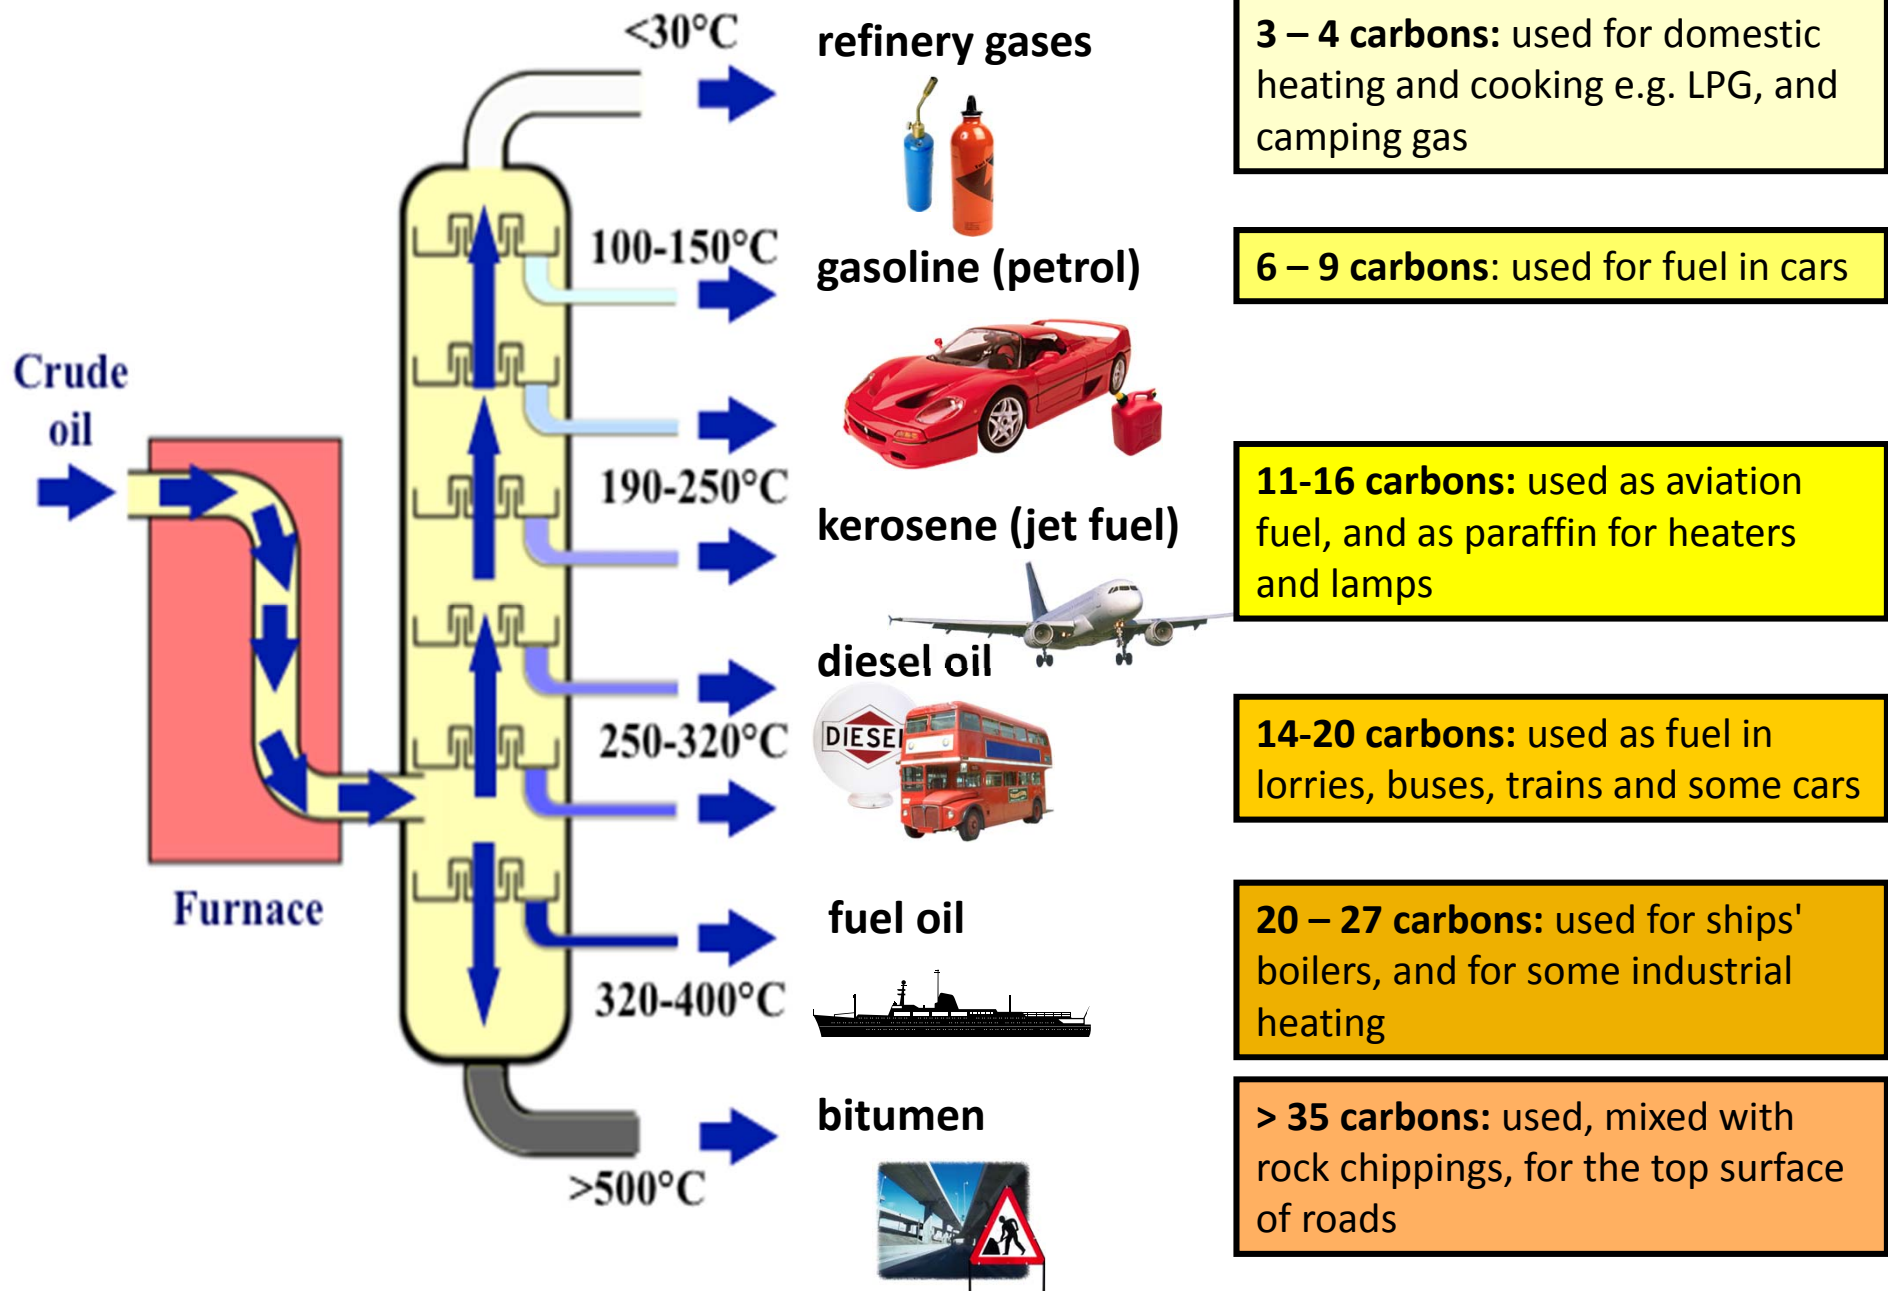 <30°C
refinery gases
3 – 4 carbons: used for domestic
heating and cooking e.g. LPG, and
camping gas
100-150°C
gasoline (petrol)
6 – 9 carbons: used for fuel in cars
Crude
oil
190-250°C
kerosene (jet fuel)
11-16 carbons: used as aviation
fuel, and as paraffin for heaters
and lamps
diesel oil
DIESEL
250-320°C
14-20 carbons: used as fuel in
lorries, buses, trains and some cars
Furnace
fuel oil
320-400°C
20 – 27 carbons: used for ships'
boilers, and for some industrial
heating
bitumen
>500°C
> 35 carbons: used, mixed with
rock chippings, for the top surface
of roads